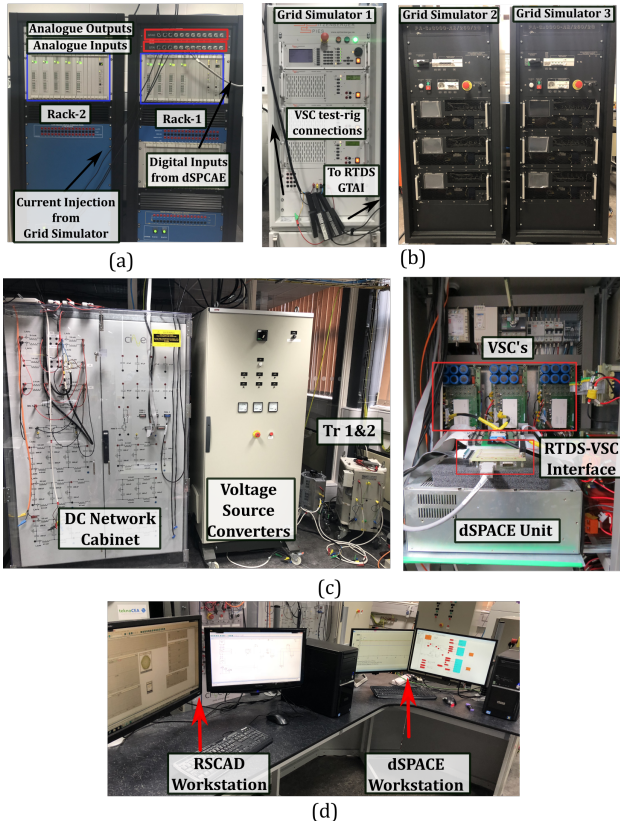 Analogue Outputs
Analogue Inputs
Rack-2
Rack-1
Digital Inputs
from dSPCAE
Current Injection
from
Grid Simulator
(a)
Grid Simulator 1
VSC test-rig
connections
To RTDS
GTAI
Grid Simulator 2
Grid Simulator 3
(b)
DC Network
Cabinet
Voltage
Source
Converters
Tr 1&2
VSC's
RTDS-VSC
Interface
dSPACE Unit
(c)
RSCAD
Workstation
dSPACE
Workstation
(d)